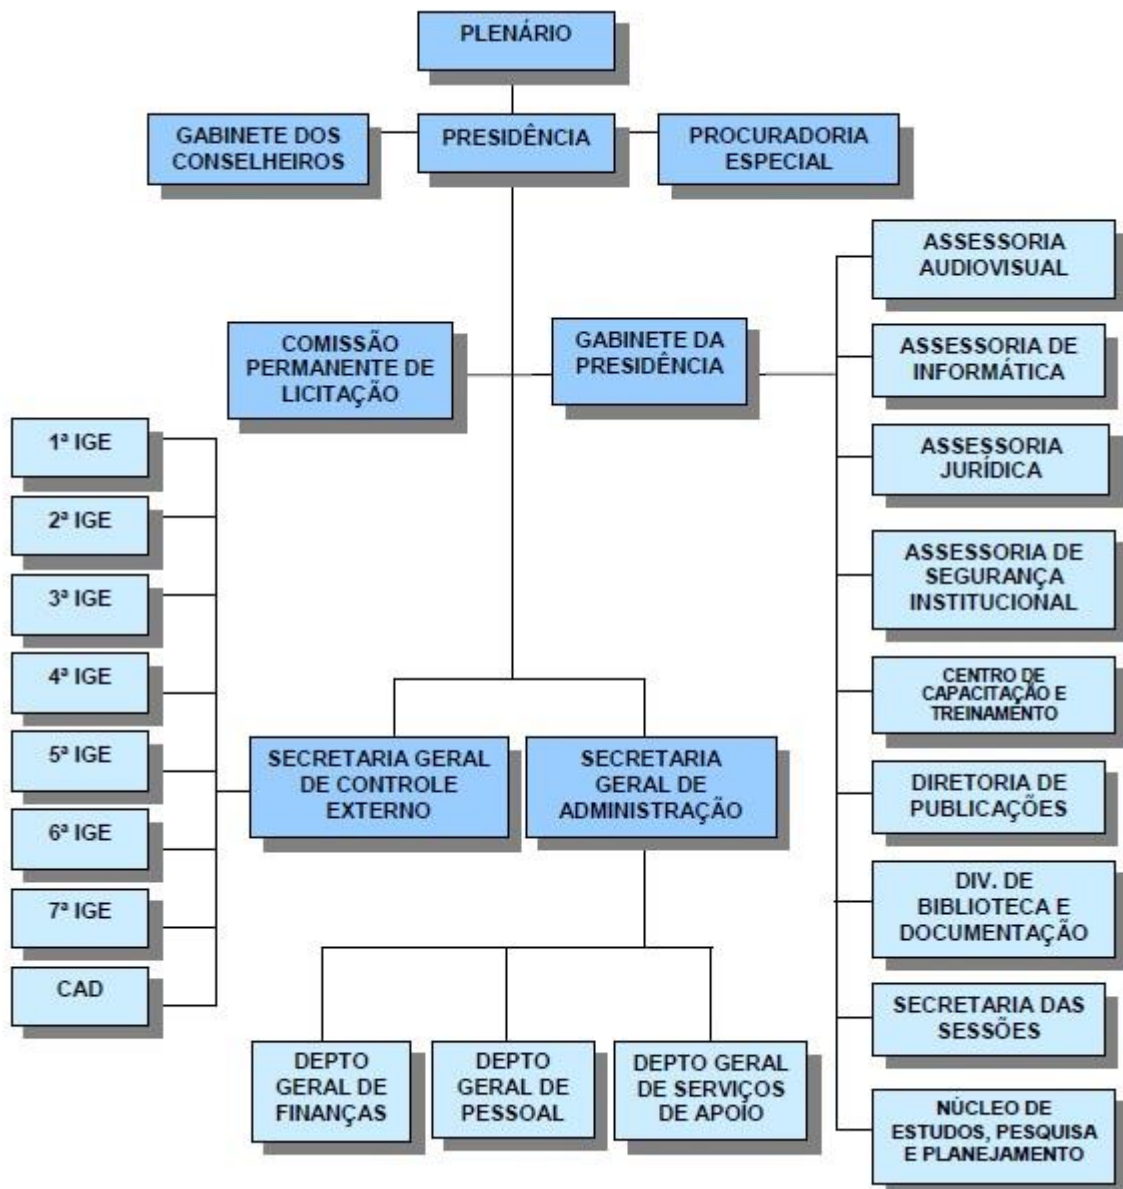 PLENÁRIO
GABINETE DOS
CONSELHEIROS
PRESIDÊNCIA
PROCURADORIA
ESPECIAL
COMISSÃO
PERMANENTE DE
LICITAÇÃO
GABINETE DA
PRESIDÊNCIA
ASSESSORIA
AUDIOVISUAL
ASSESSORIA DE
INFORMÁTICA
ASSESSORIA
JURÍDICA
ASSESSORIA DE
SEGURANÇA
INSTITUCIONAL
CENTRO DE
CAPACITAÇÃO E
TREINAMENTO
DIRETORIA DE
PUBLICAÇÕES
DIV. DE
BIBLIOTECA E
DOCUMENTAÇÃO
SECRETARIA DAS
SESSÕES
NÚCLEO DE
ESTUDOS, PESQUISA
E PLANEJAMENTO
1ª IGE
2ª IGE
3ª IGE
4ª IGE
5ª IGE
6ª IGE
7ª IGE
CAD
SECRETARIA GERAL
DE CONTROLE
EXTERNO
SECRETARIA
GERAL DE
ADMINISTRAÇÃO
DEPTO
GERAL DE
FINANÇAS
DEPTO
GERAL DE
PESSOAL
DEPTO GERAL
DE SERVIÇOS
DE APOIO